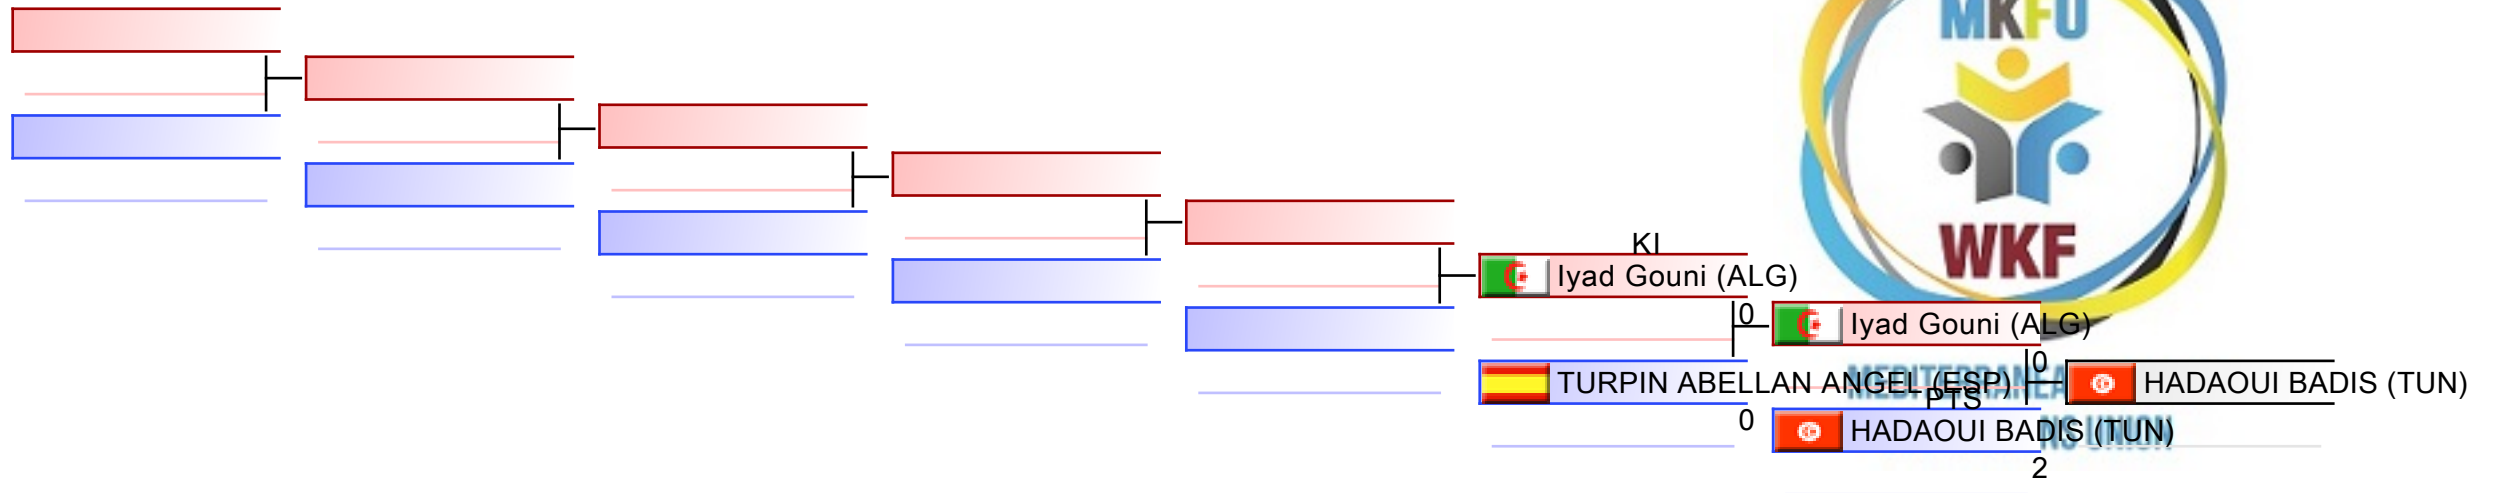 MKFU
WKF
KI
Iyad Gouni (ALG)
0
Iyad Gouni (ALG)
0
TURPIN ABELLAN ANGEL (ESP)
HADAOUI BADIS (TUN)
PTS
0
HADAOUI BADIS (TUN)
2